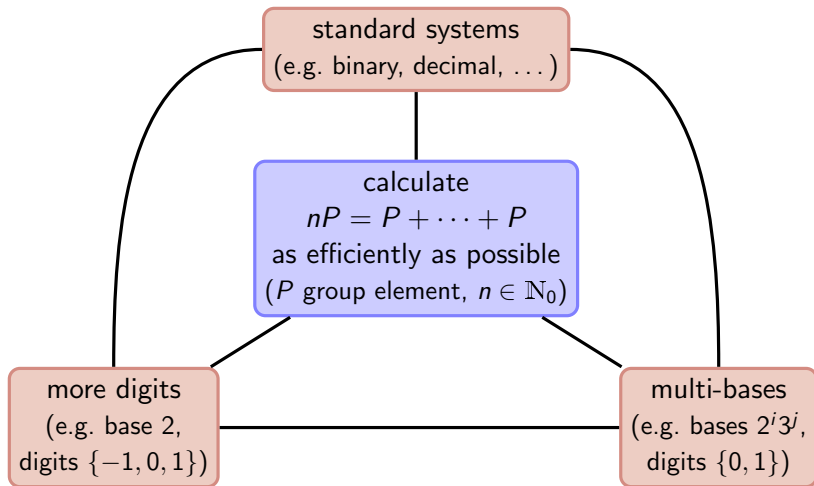 standard systems
(e.g. binary, decimal, . . . )
calculate
nP = P + · · · + P
as efficiently as possible
(P group element, n ∈ ℕ₀)
more digits
(e.g. base 2,
digits {−1, 0, 1})
multi-bases
(e.g. bases 2ⁱ3ʲ,
digits {0, 1})